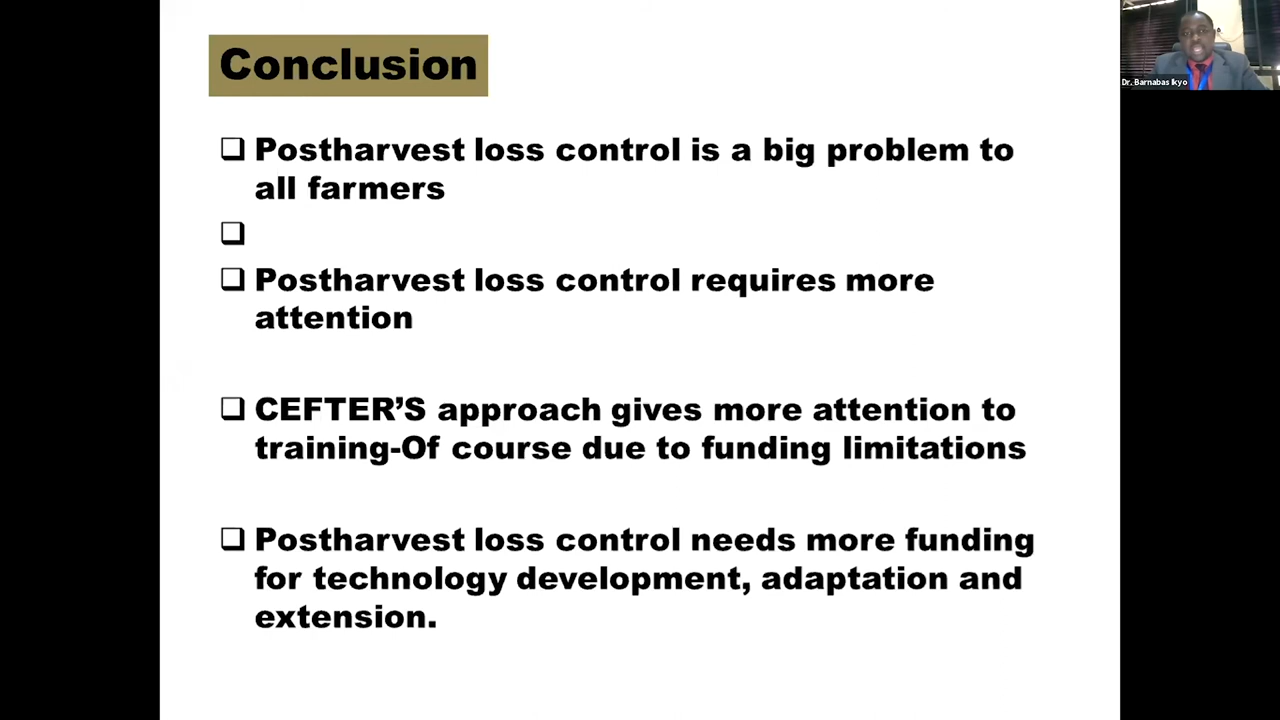 Conclusion
Dr. Barnabas Ikyo
❑ Postharvest loss control is a big problem to
all farmers
❑
❑ Postharvest loss control requires more
attention
❑ CEFTER’S approach gives more attention to
training-Of course due to funding limitations
❑ Postharvest loss control needs more funding
for technology development, adaptation and
extension.